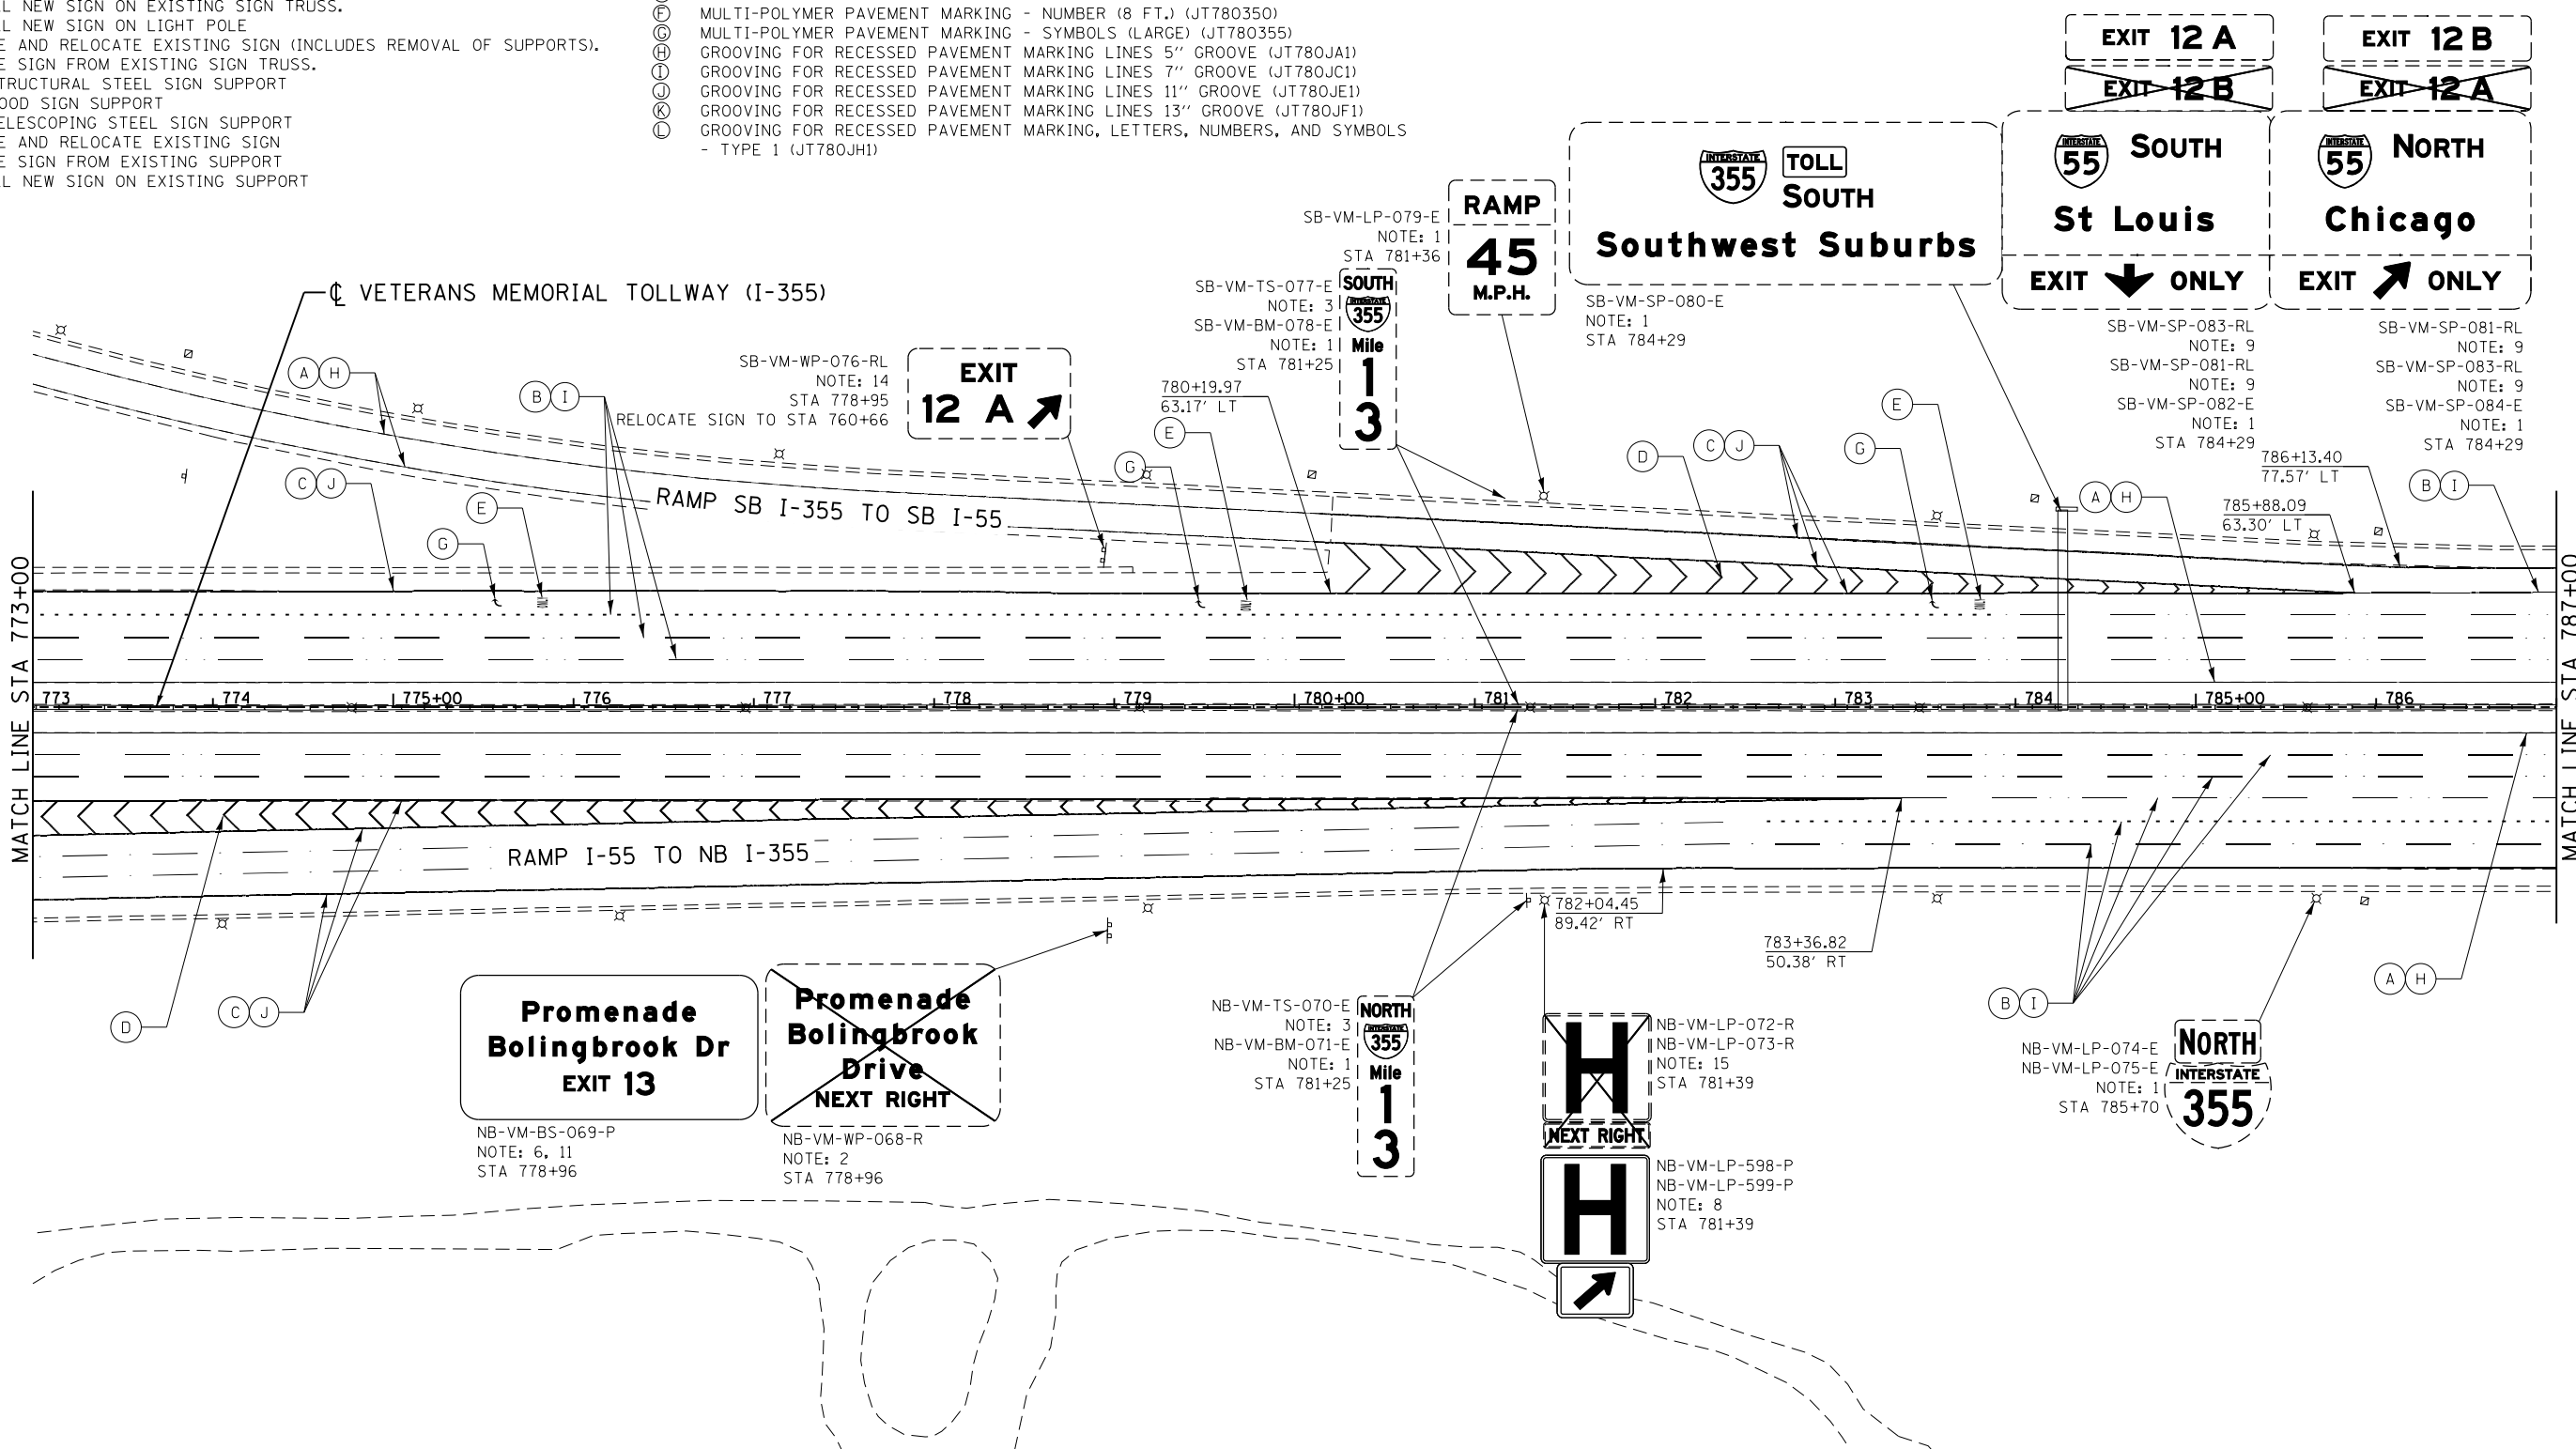 LL NEW SIGN ON EXISTING SIGN TRUSS.
LL NEW SIGN ON LIGHT POLE
E AND RELOCATE EXISTING SIGN (INCLUDES REMOVAL OF SUPPORTS).
E SIGN FROM EXISTING SIGN TRUSS.
STRUCTURAL STEEL SIGN SUPPORT
OOD SIGN SUPPORT
ELESCOPING STEEL SIGN SUPPORT
E AND RELOCATE EXISTING SIGN
E SIGN FROM EXISTING SUPPORT
LL NEW SIGN ON EXISTING SUPPORT
F MULTI-POLYMER PAVEMENT MARKING - NUMBER (8 FT.) (JT780350)
G MULTI-POLYMER PAVEMENT MARKING - SYMBOLS (LARGE) (JT780355)
H GROOVING FOR RECESSED PAVEMENT MARKING LINES 5'' GROOVE (JT780JA1)
I GROOVING FOR RECESSED PAVEMENT MARKING LINES 7'' GROOVE (JT780JC1)
J GROOVING FOR RECESSED PAVEMENT MARKING LINES 11'' GROOVE (JT780JE1)
K GROOVING FOR RECESSED PAVEMENT MARKING LINES 13'' GROOVE (JT780JF1)
L GROOVING FOR RECESSED PAVEMENT MARKING, LETTERS, NUMBERS, AND SYMBOLS
- TYPE 1 (JT780JH1)
EXIT 12 A
EXIT 12 B
INTERSTATE 55 SOUTH
St Louis
EXIT ONLY
EXIT 12 B
EXIT 12 A
INTERSTATE 55 NORTH
Chicago
EXIT ONLY
INTERSTATE 355 TOLL
SOUTH
Southwest Suburbs
SB-VM-SP-080-E
NOTE: 1
STA 784+29
SB-VM-SP-083-RL
NOTE: 9
SB-VM-SP-081-RL
NOTE: 9
SB-VM-SP-082-E
NOTE: 1
STA 784+29
SB-VM-SP-081-RL
NOTE: 9
SB-VM-SP-083-RL
NOTE: 9
SB-VM-SP-084-E
NOTE: 1
STA 784+29
SB-VM-LP-079-E
NOTE: 1
STA 781+36
RAMP
45
M.P.H.
SB-VM-TS-077-E
NOTE: 3
SB-VM-BM-078-E
NOTE: 1
STA 781+25
SOUTH
INTERSTATE
355
Mile
1
3
SB-VM-WP-076-RL
NOTE: 14
STA 778+95
RELOCATE SIGN TO STA 760+66
EXIT
12 A
℄ VETERANS MEMORIAL TOLLWAY (I-355)
A H
B I
C J
E
G
780+19.97
63.17' LT
E
G
D
C J
G
E
A H
786+13.40
77.57' LT
785+88.09
63.30' LT
B I
RAMP SB I-355 TO SB I-55
MATCH LINE STA 773+00
MATCH LINE STA 787+00
773 774 775+00 776 777 778 779 780+00 781 782 783 784 785+00 786
RAMP I-55 TO NB I-355
782+04.45
89.42' RT
783+36.82
50.38' RT
D
C J
B I
A H
Promenade
Bolingbrook Dr
EXIT 13
NB-VM-BS-069-P
NOTE: 6, 11
STA 778+96
Promenade
Bolingbrook
Drive
NEXT RIGHT
NB-VM-WP-068-R
NOTE: 2
STA 778+96
NB-VM-TS-070-E
NOTE: 3
NB-VM-BM-071-E
NOTE: 1
STA 781+25
NORTH
INTERSTATE
355
Mile
1
3
H
NEXT RIGHT
NB-VM-LP-072-R
NB-VM-LP-073-R
NOTE: 15
STA 781+39
H
NB-VM-LP-598-P
NB-VM-LP-599-P
NOTE: 8
STA 781+39
NB-VM-LP-074-E
NB-VM-LP-075-E
NOTE: 1
STA 785+70
NORTH
INTERSTATE
355